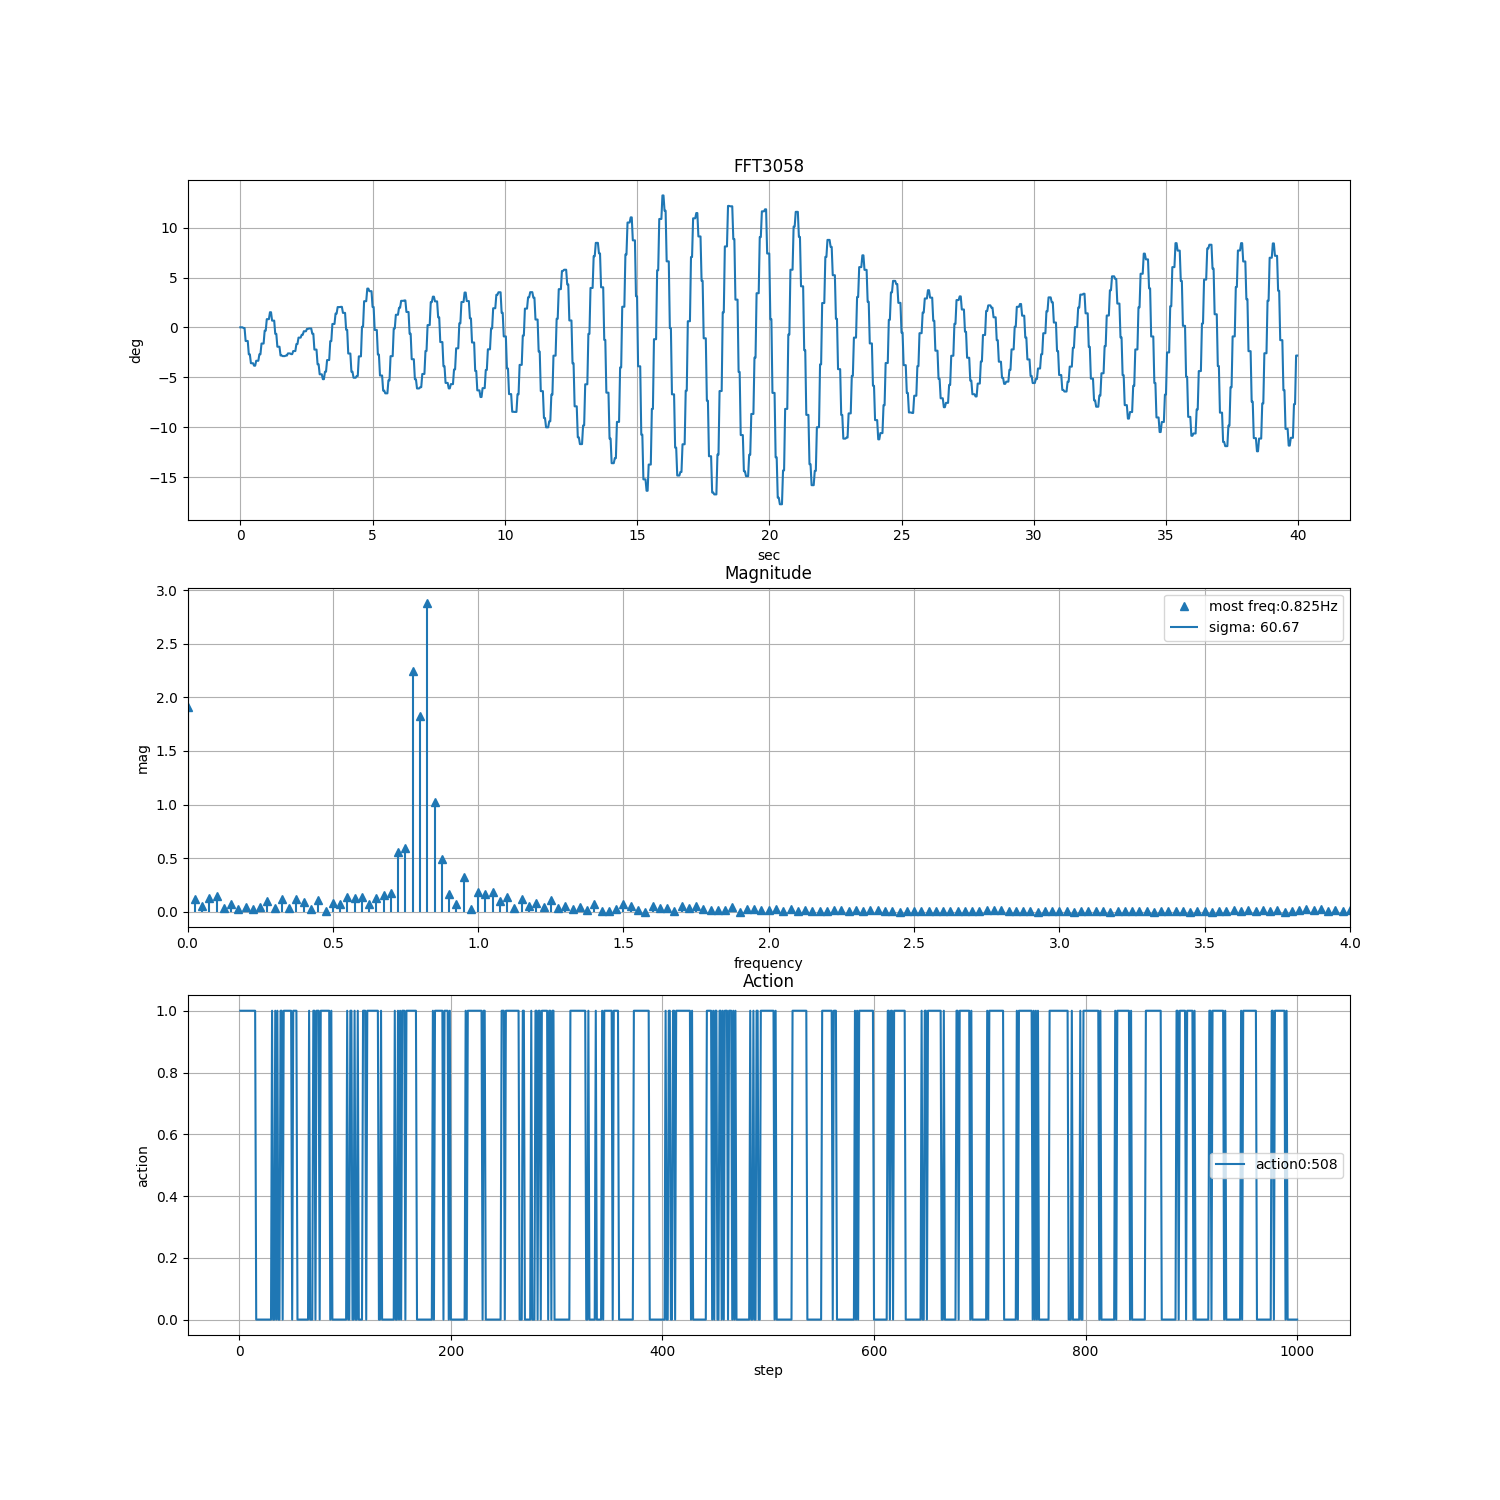 FFT3058
deg
10
5
0
−5
−10
−15
0 5 10 15 20 25 30 35 40
sec
Magnitude
mag
3.0
2.5
2.0
1.5
1.0
0.5
0.0
most freq:0.825Hz
sigma: 60.67
0.0 0.5 1.0 1.5 2.0 2.5 3.0 3.5 4.0
frequency
Action
action
1.0
0.8
0.6
0.4
0.2
0.0
action0:508
0 200 400 600 800 1000
step